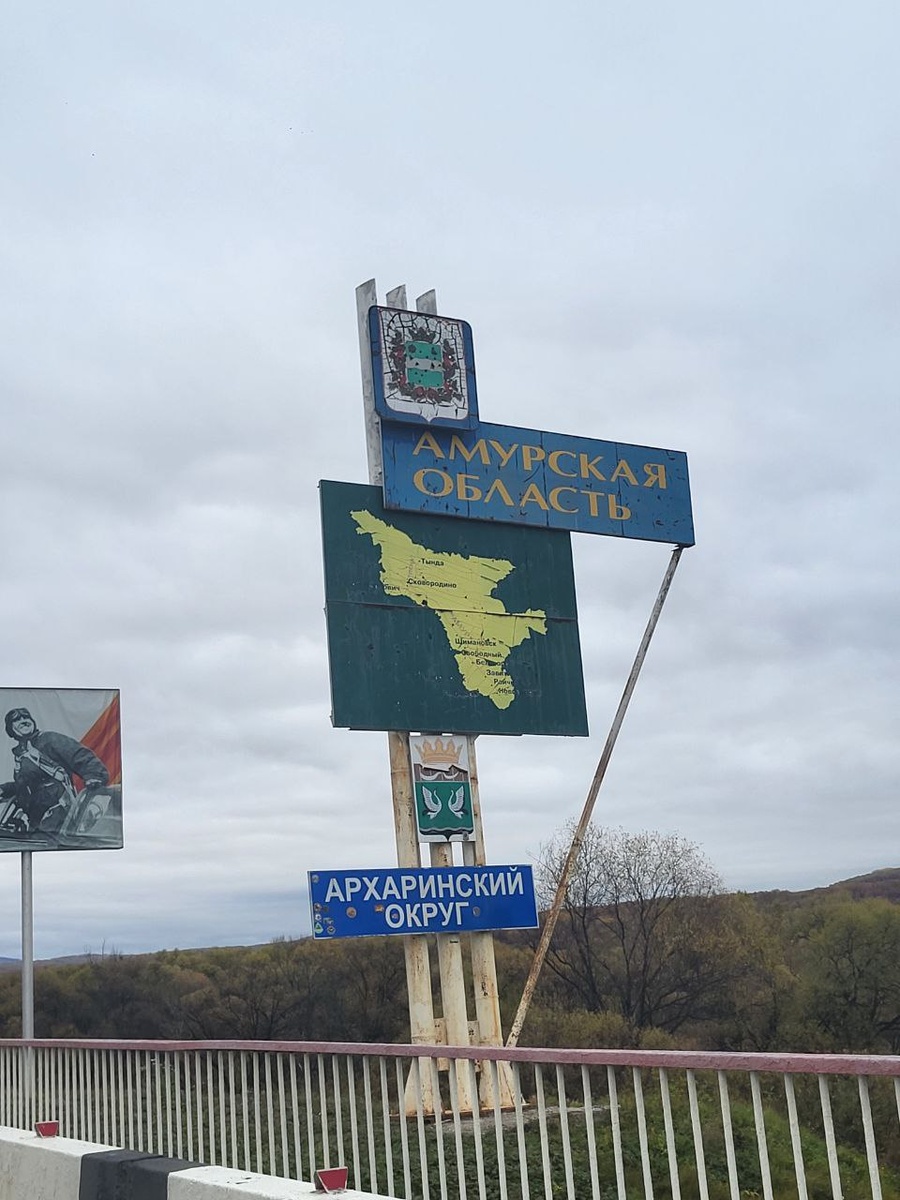 АМУРСКАЯ
ОБЛАСТЬ
Тында
Сковородино
Шимановск
Свободный
АРХАРИНСКИЙ
ОКРУГ